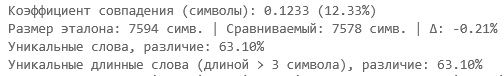 Коэффициент совпадения (символы): 0.1233 (12.33%)
Размер эталона: 7594 симв. | Сравниваемый: 7578 симв. | Δ: -0.21%
Уникальные слова, различие: 63.10%
Уникальные длинные слова (длиной > 3 символа), различие: 63.10%